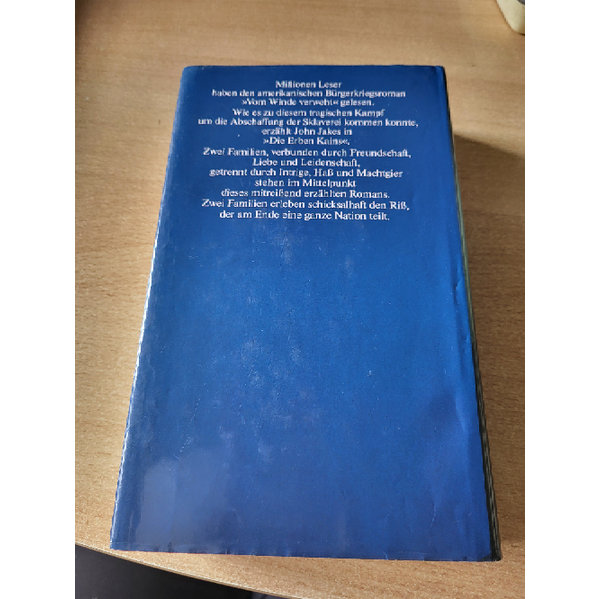 Millionen Leser
haben den amerikanischen Bürgerkriegsroman
»Vom Winde verweht« gelesen.
Wie es zu diesem tragischen Kampf
um die Abschaffung der Sklaverei kommen konnte,
erzählt John Jakes in
»Die Erben Kains«.
Zwei Familien, verbunden durch Freundschaft,
Liebe und Leidenschaft,
getrennt durch Intrige, Haß und Machtgier
stehen im Mittelpunkt
dieses mitreißend erzählten Romans.
Zwei Familien erleben schicksalhaft den Riß,
der am Ende eine ganze Nation teilt.